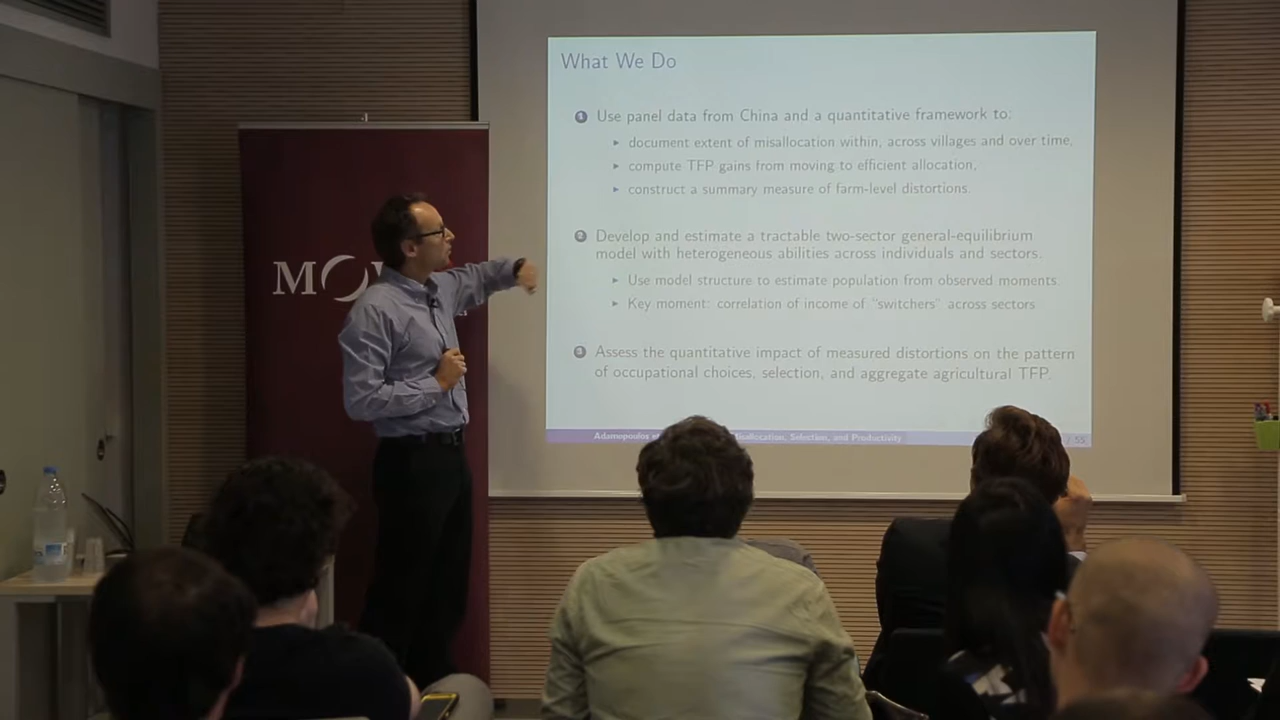 What We Do
1 Use panel data from China and a quantitative framework to:
document extent of misallocation within, across villages and over time,
compute TFP gains from moving to efficient allocation,
construct a summary measure of farm-level distortions.
2 Develop and estimate a tractable two-sector general-equilibrium
model with heterogeneous abilities across individuals and sectors.
Use model structure to estimate population from observed moments.
Key moment: correlation of income of "switchers" across sectors
3 Assess the quantitative impact of measured distortions on the pattern
of occupational choices, selection, and aggregate agricultural TFP.
Adamopoulos Misallocation, Selection, and Productivity / 55